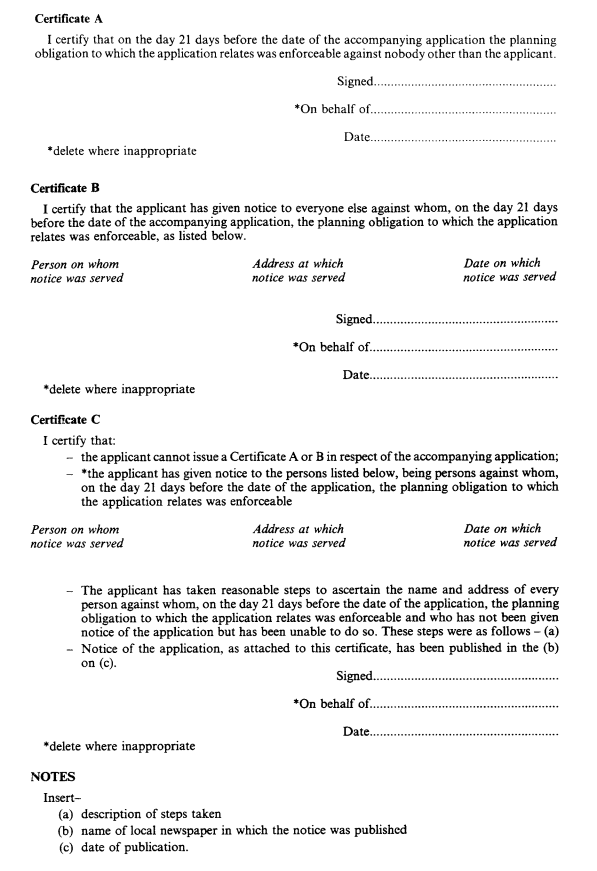 Certificate A
I certify that on the day 21 days before the date of the accompanying application the planning
obligation to which the application relates was enforceable against nobody other than the applicant.
Signed......................................................
*On behalf of......................................................
Date......................................................
*delete where inappropriate
Certificate B
I certify that the applicant has given notice to everyone else against whom, on the day 21 days
before the date of the accompanying application, the planning obligation to which the application
relates was enforceable, as listed below.
Person on whom Address at which Date on which
notice was served notice was served notice was served
Signed......................................................
*On behalf of......................................................
Date......................................................
*delete where inappropriate
Certificate C
I certify that:
– the applicant cannot issue a Certificate A or B in respect of the accompanying application;
– *the applicant has given notice to the persons listed below, being persons against whom,
on the day 21 days before the date of the application, the planning obligation to which
the application relates was enforceable
Person on whom Address at which Date on which
notice was served notice was served notice was served
– The applicant has taken reasonable steps to ascertain the name and address of every
person against whom, on the day 21 days before the date of the application, the planning
obligation to which the application relates was enforceable and who has not been given
notice of the application but has been unable to do so. These steps were as follows – (a)
– Notice of the application, as attached to this certificate, has been published in the (b)
on (c).
Signed......................................................
*On behalf of......................................................
Date......................................................
*delete where inappropriate
NOTES
Insert–
(a) description of steps taken
(b) name of local newspaper in which the notice was published
(c) date of publication.